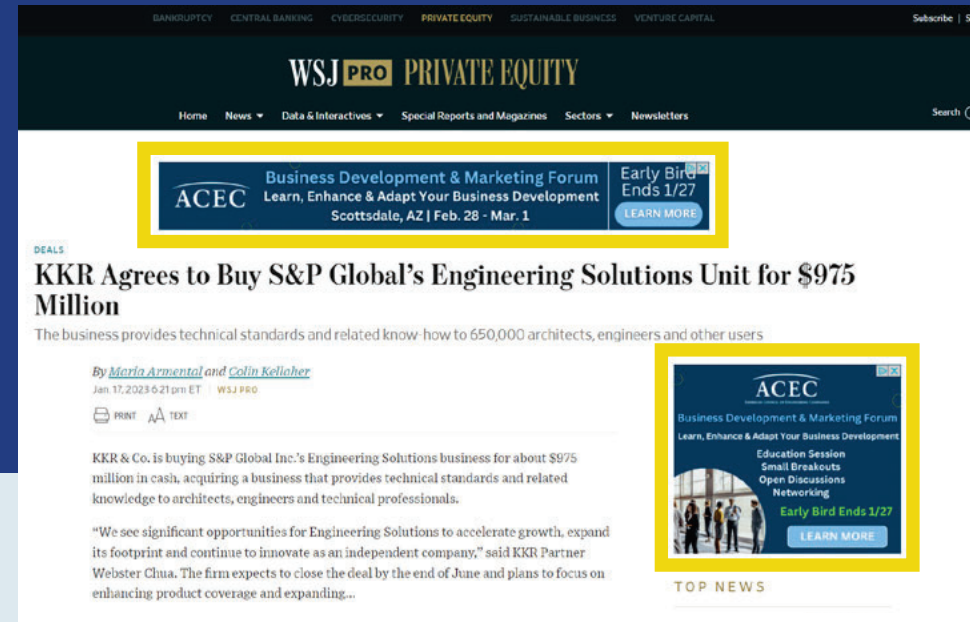 BANKRUPTCY CENTRAL BANKING CYBERSECURITY PRIVATE EQUITY SUSTAINABLE BUSINESS VENTURE CAPITAL
Subscribe | S
WSJ PRO PRIVATE EQUITY
Home News Data & Interactives Special Reports and Magazines Sectors Newsletters
Search
ACEC
Business Development & Marketing Forum
Learn, Enhance & Adapt Your Business Development
Scottsdale, AZ | Feb. 28 - Mar. 1
Early Bird
Ends 1/27
LEARN MORE
DEALS
KKR Agrees to Buy S&P Global's Engineering Solutions Unit for $975
Million
The business provides technical standards and related know-how to 650,000 architects, engineers and other users
By Maria Armental and Colin Kellaher
Jan. 17, 2023 6:21 pm ET | WSJ PRO
PRINT AA TEXT
KKR & Co. is buying S&P Global Inc.'s Engineering Solutions business for about $975
million in cash, acquiring a business that provides technical standards and related
knowledge to architects, engineers and technical professionals.
“We see significant opportunities for Engineering Solutions to accelerate growth, expand
its footprint and continue to innovate as an independent company,” said KKR Partner
Webster Chua. The firm expects to close the deal by the end of June and plans to focus on
enhancing product coverage and expanding...
ACEC
AMERICAN COUNCIL OF ENGINEERING COMPANIES
Business Development & Marketing Forum
Learn, Enhance & Adapt Your Business Development
Education Session
Small Breakouts
Open Discussions
Networking
Early Bird Ends 1/27
LEARN MORE
TOP NEWS